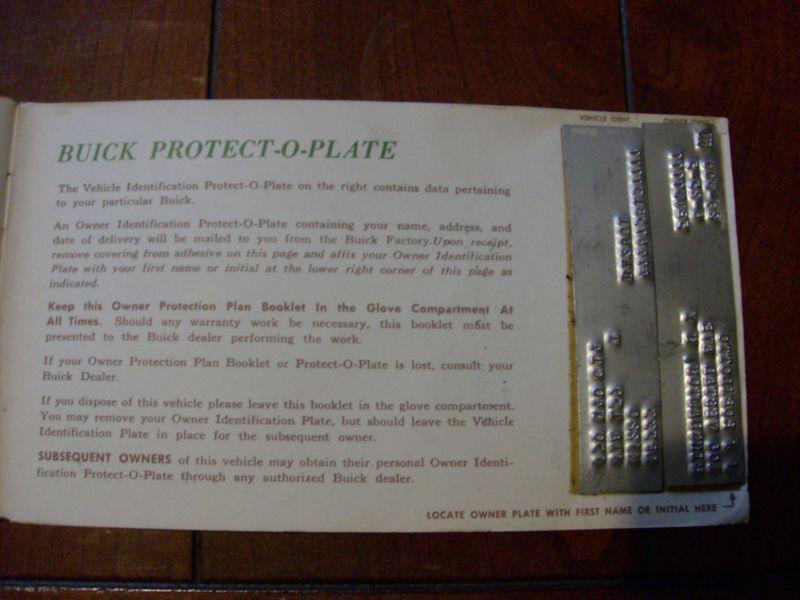 BUICK PROTECT-O-PLATE
The Vehicle Identification Protect-O-Plate on the right contains data pertaining
to your particular Buick.
An Owner Identification Protect-O-Plate containing your name, address, and
date of delivery will be mailed to you from the Buick Factory. Upon receipt,
remove covering from adhesive on this page and affix your Owner Identification
Plate with your first name or initial at the lower right corner of this page as
indicated.
Keep this Owner Protection Plan Booklet In the Glove Compartment At
All Times. Should any warranty work be necessary, this booklet must be
presented to the Buick dealer performing the work.
If your Owner Protection Plan Booklet or Protect-O-Plate is lost, consult your
Buick Dealer.
If you dispose of this vehicle please leave this booklet in the glove compartment.
You may remove your Owner Identification Plate, but should leave the Vehicle
Identification Plate in place for the subsequent owner.
SUBSEQUENT OWNERS of this vehicle may obtain their personal Owner Identi-
fication Protect-O-Plate through any authorized Buick dealer.
LOCATE OWNER PLATE WITH FIRST NAME OR INITIAL HERE
VEHICLE IDENT.
OWNER IDENT.